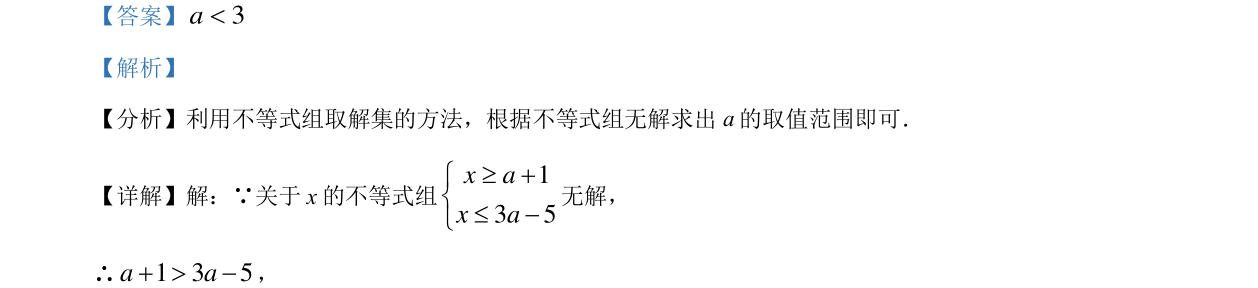 【答案】a < 3
【解析】
【分析】利用不等式组取解集的方法，根据不等式组无解求出 a 的取值范围即可．
【详解】解：∵关于 x 的不等式组{x ≥ a+1
x ≤ 3a−5 无解，
∴ a+1 > 3a−5，